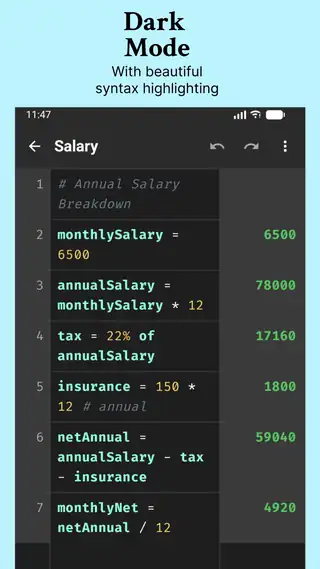 Dark
Mode
With beautiful
syntax highlighting
11:47
Salary
1 # Annual Salary
Breakdown
2 monthlySalary = 6500
6500
3 annualSalary = 78000
monthlySalary * 12
4 tax = 22% of 17160
annualSalary
5 insurance = 150 * 1800
12 # annual
6 netAnnual = 59040
annualSalary - tax
- insurance
7 monthlyNet = 4920
netAnnual / 12